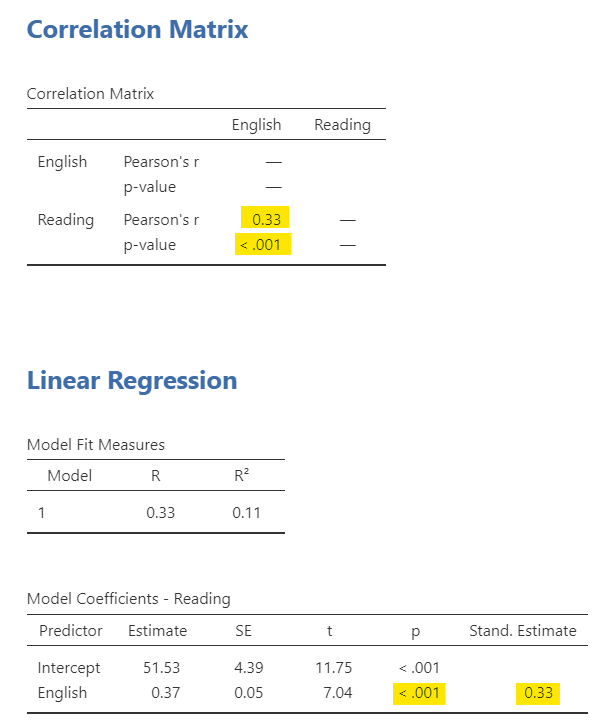 Correlation Matrix
Correlation Matrix
English Reading
English Pearson's r —
p-value —
Reading Pearson's r 0.33 —
p-value < .001 —
Linear Regression
Model Fit Measures
Model R R²
1 0.33 0.11
Model Coefficients - Reading
Predictor Estimate SE t p Stand. Estimate
Intercept 51.53 4.39 11.75 < .001
English 0.37 0.05 7.04 < .001 0.33